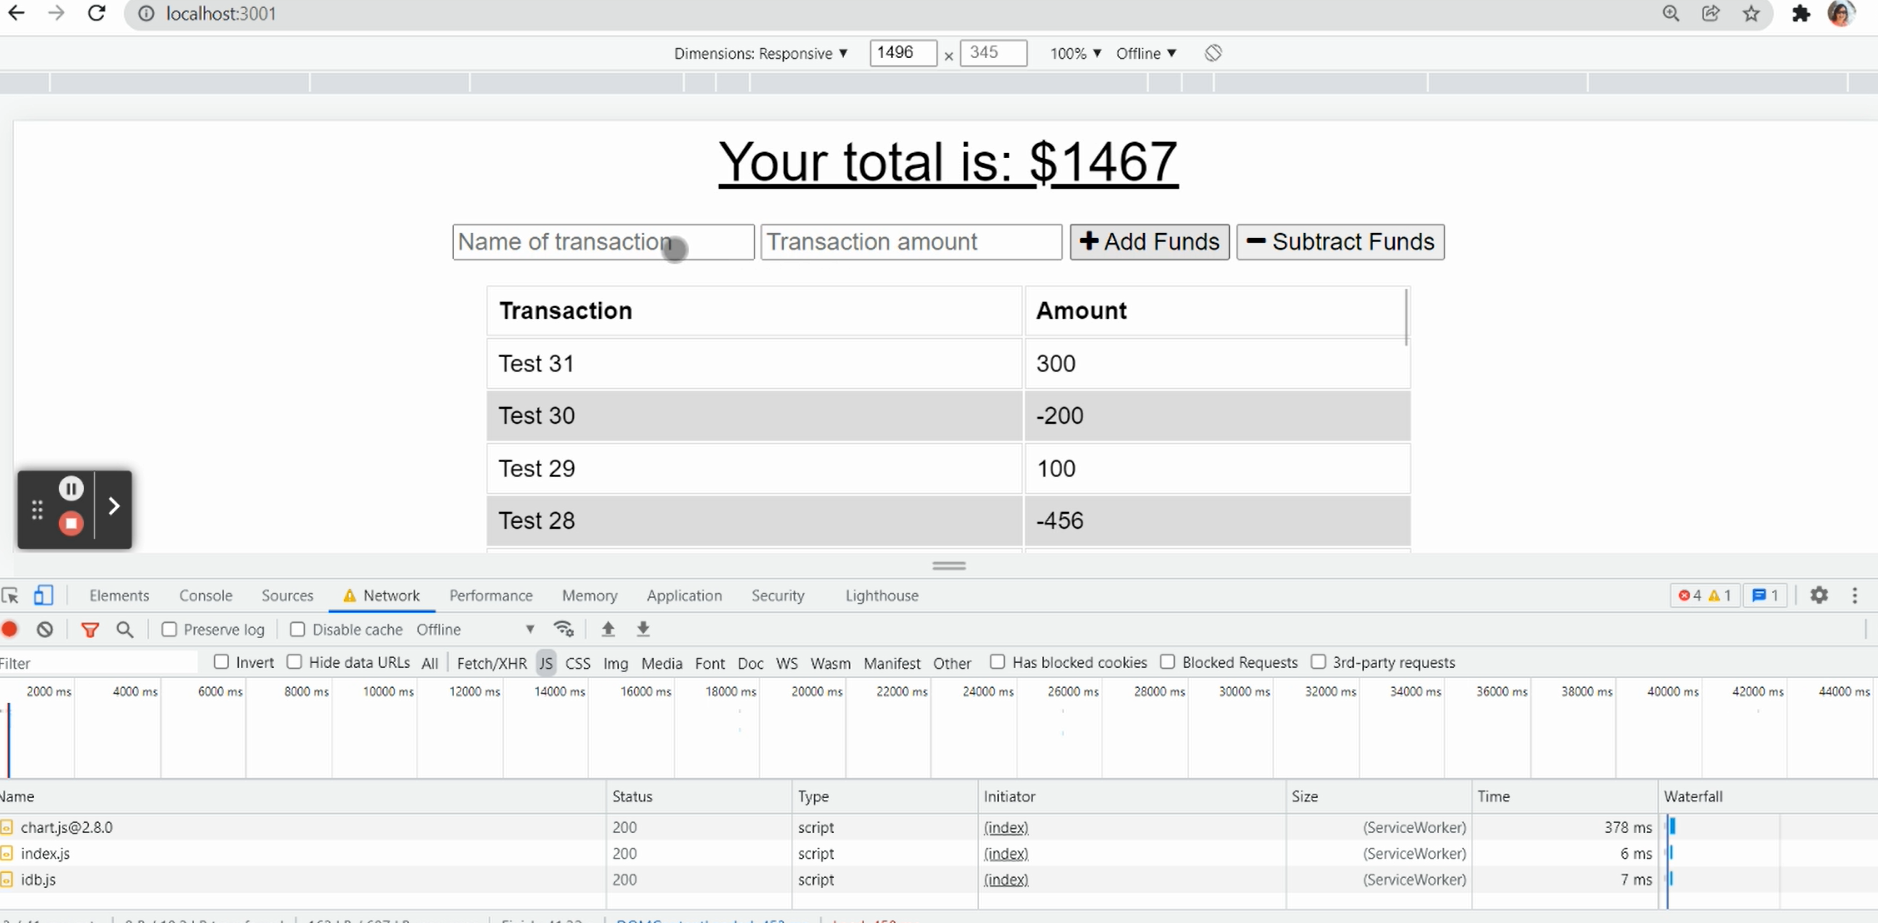 localhost:3001
Dimensions: Responsive ▼ 1496 × 345 100% ▼ Offline ▼
Your total is: $1467
Name of transaction Transaction amount + Add Funds − Subtract Funds
Transaction Amount
Test 31 300
Test 30 -200
Test 29 100
Test 28 -456
Elements Console Sources Network Performance Memory Application Security Lighthouse 4 1 1
Preserve log Disable cache Offline ▼
Filter Invert Hide data URLs All Fetch/XHR JS CSS Img Media Font Doc WS Wasm Manifest Other Has blocked cookies Blocked Requests 3rd-party requests
2000 ms 4000 ms 6000 ms 8000 ms 10000 ms 12000 ms 14000 ms 16000 ms 18000 ms 20000 ms 22000 ms 24000 ms 26000 ms 28000 ms 30000 ms 32000 ms 34000 ms 36000 ms 38000 ms 40000 ms 42000 ms 44000 ms
Name Status Type Initiator Size Time Waterfall
chart.js@2.8.0 200 script (index) (ServiceWorker) 378 ms
index.js 200 script (index) (ServiceWorker) 6 ms
idb.js 200 script (index) (ServiceWorker) 7 ms